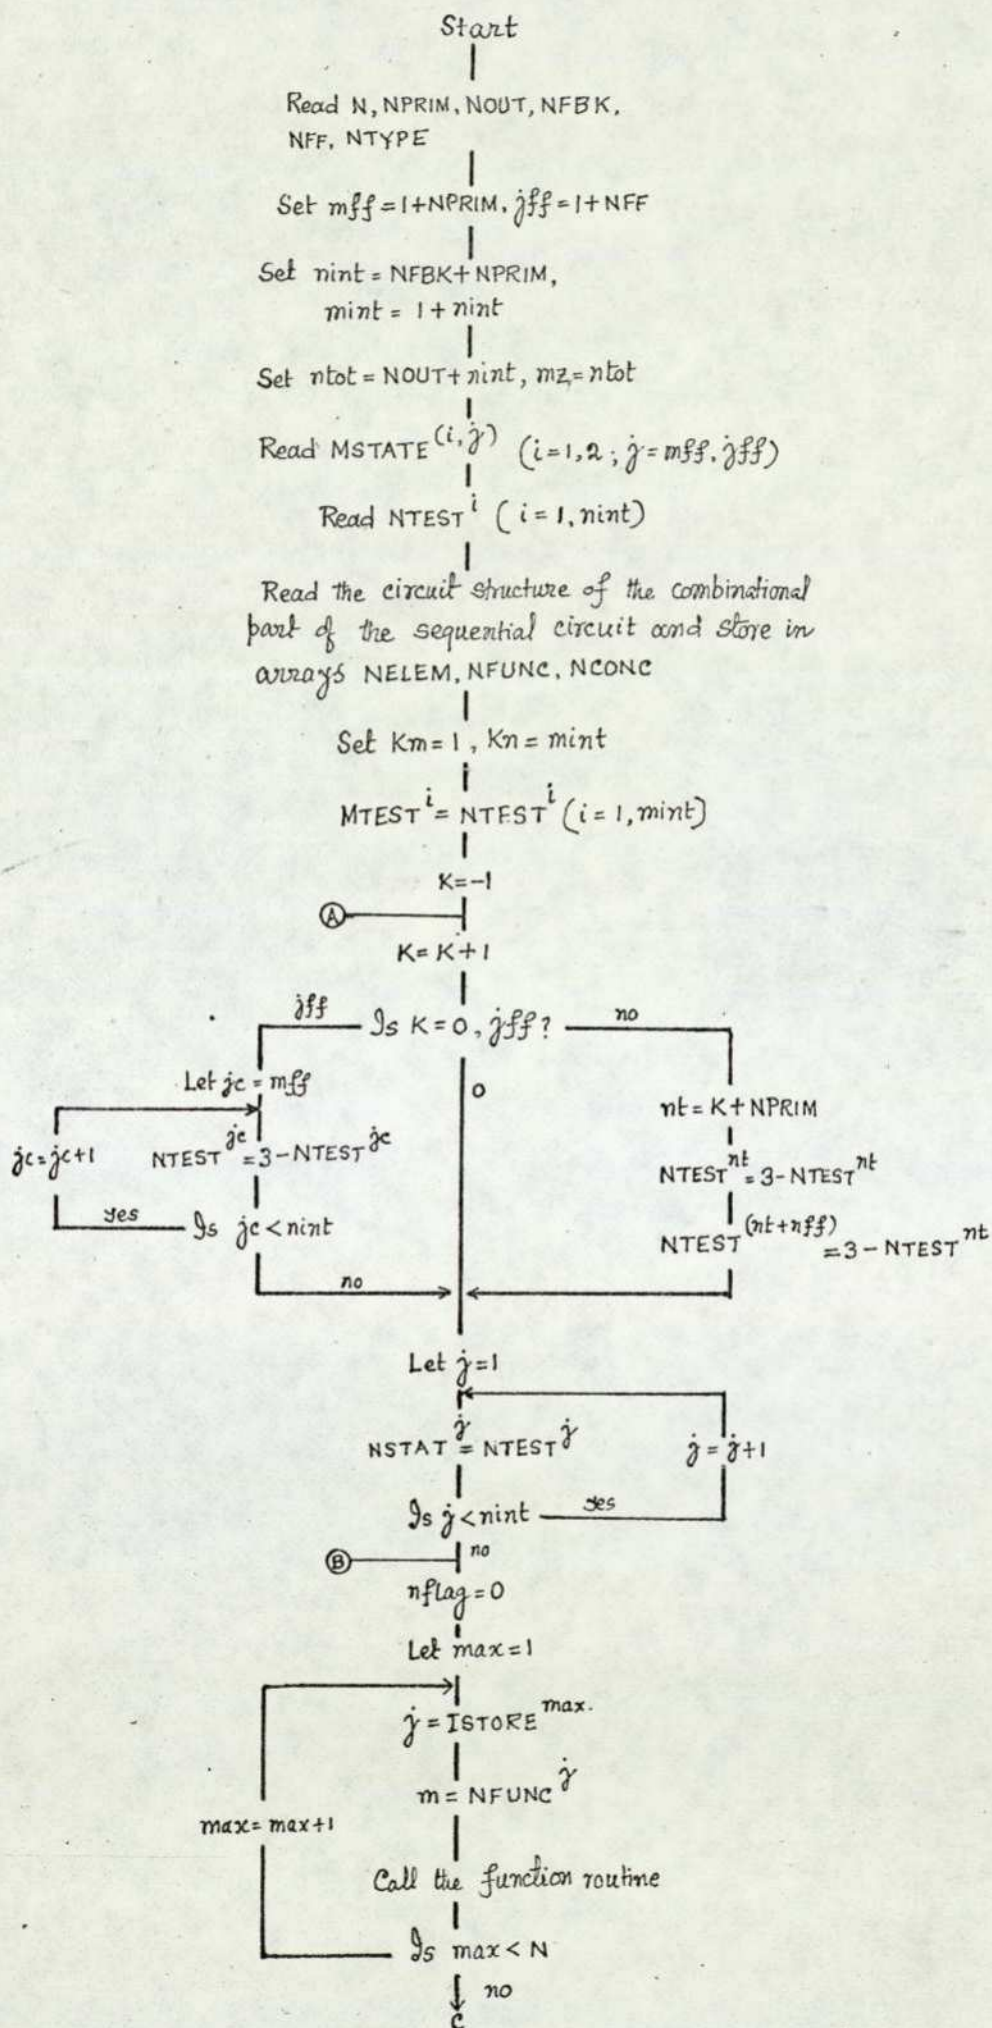 Start
Read N, NPRIM, NOUT, NFBK,
NFF, NTYPE
Set mff = 1+NPRIM, jff = 1+NFF
Set nint = NFBK+NPRIM,
mint = 1+nint
Set ntot = NOUT+nint, mz = ntot
Read MSTATE^(i,j) (i=1,2; j=mff,jff)
Read NTEST^i (i=1, nint)
Read the circuit structure of the combinational
part of the sequential circuit and store in
arrays NELEM, NFUNC, NCONC
Set Km=1, Kn=mint
MTEST^i = NTEST^i (i=1, mint)
K=-1
A
K=K+1
jff
Is K=0, jff?
no
0
Let jc = mff
jc=jc+1
NTEST^jc = 3-NTEST^jc
yes
Is jc<nint
no
nt=K+NPRIM
NTEST^nt = 3-NTEST^nt
NTEST^(nt+nff) = 3-NTEST^nt
Let j=1
NSTAT^j = NTEST^j
j=j+1
Is j<nint
yes
B
no
nflag=0
Let max=1
j=ISTORE^max.
m=NFUNC^j
max=max+1
Call the function routine
Is max<N
no
C